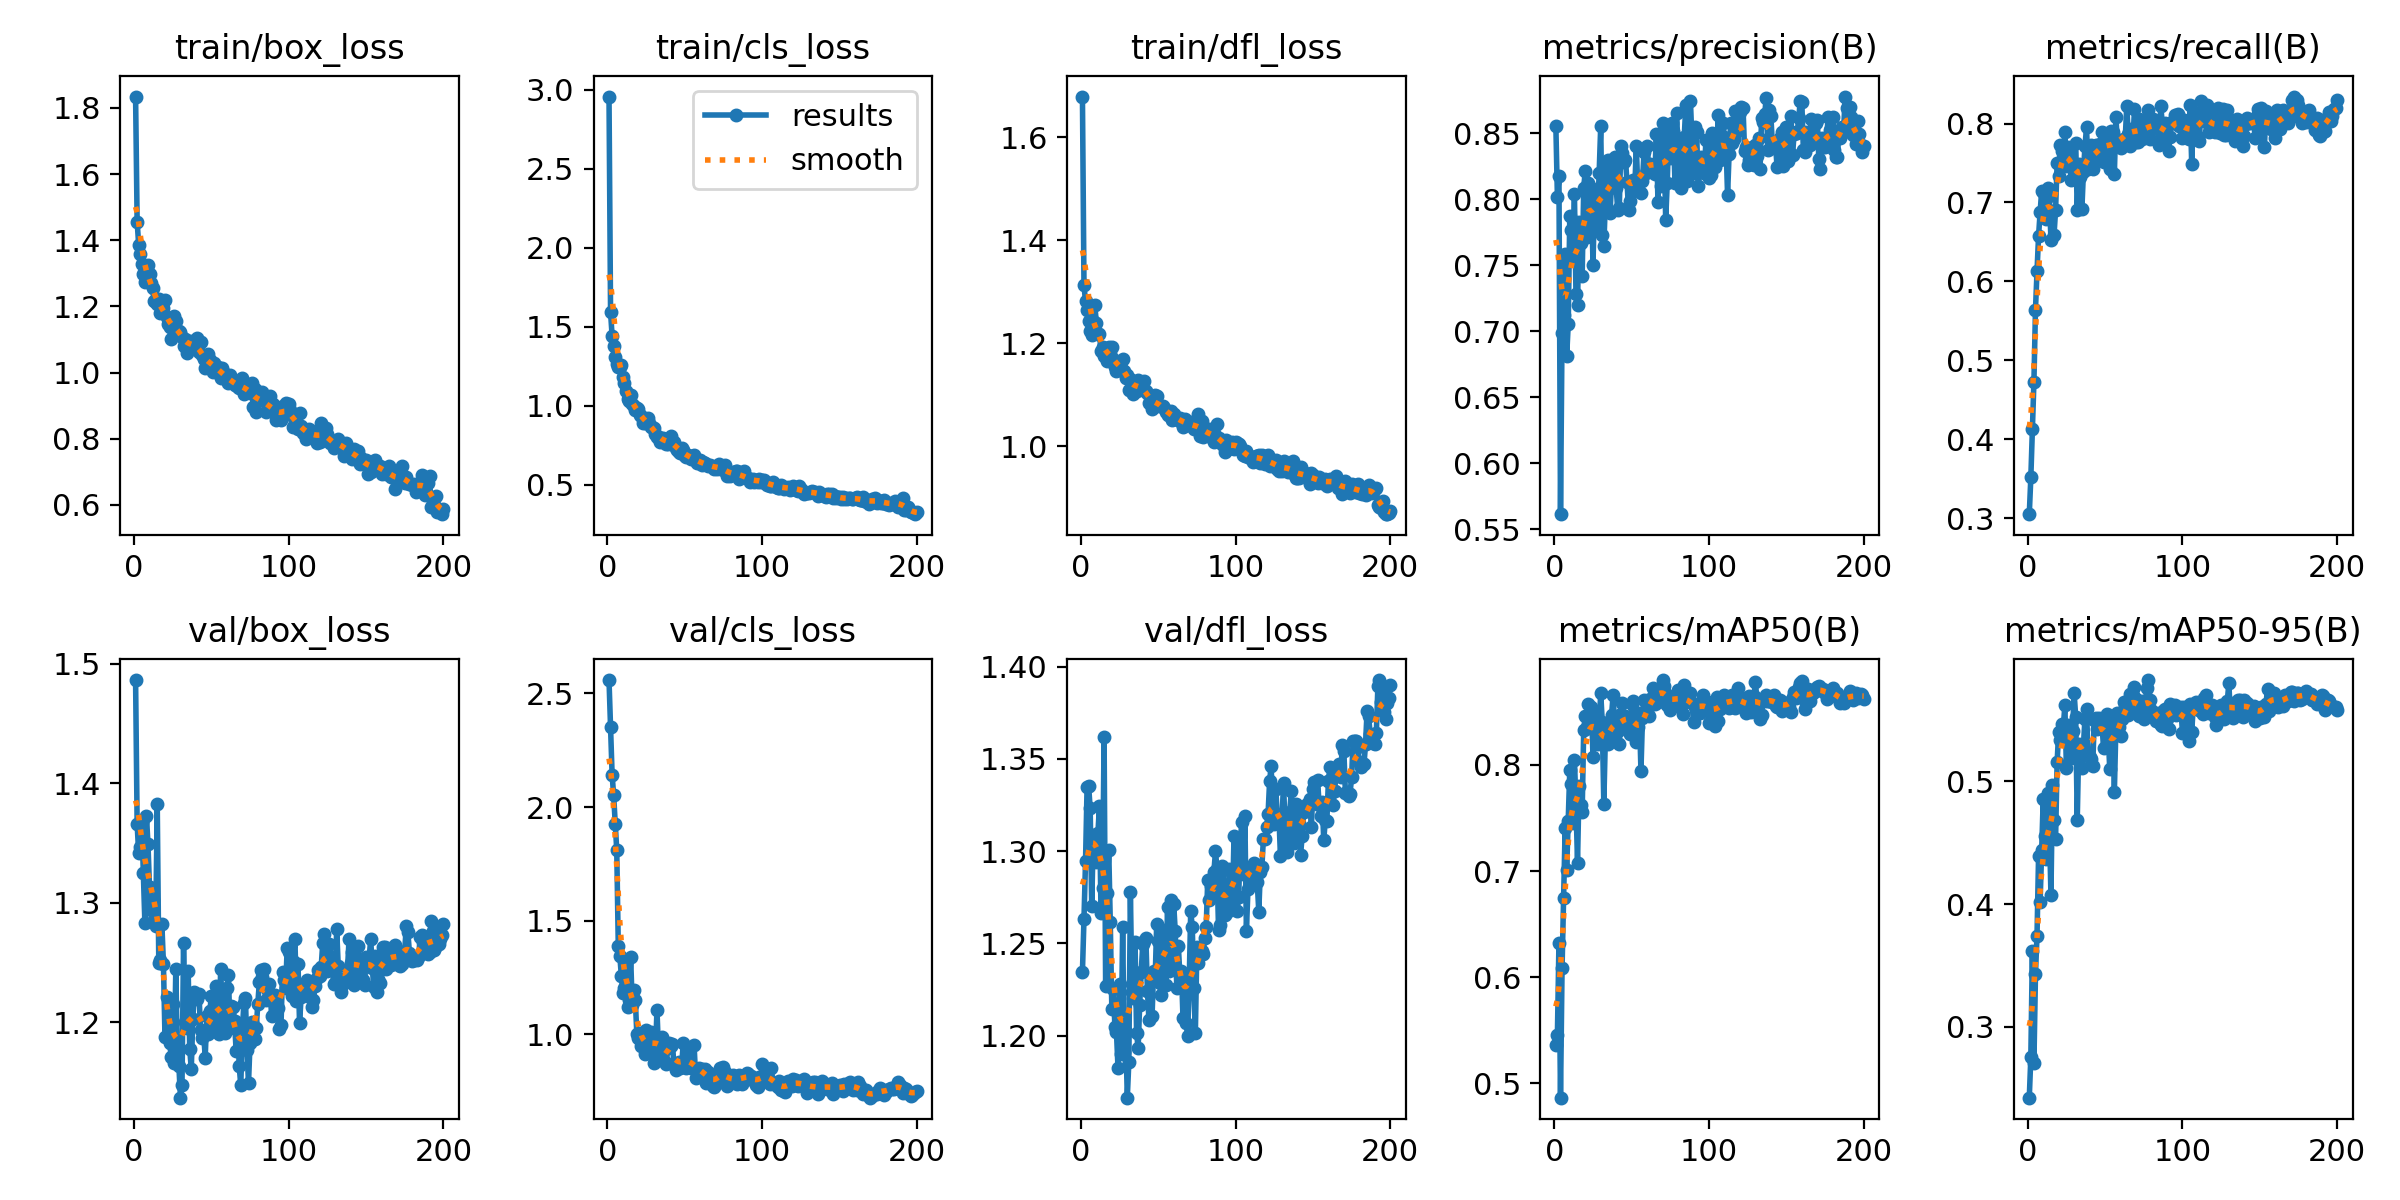 train/box_loss
1.8
1.6
1.4
1.2
1.0
0.8
0.6
0 100 200
train/cls_loss
results
smooth
3.0
2.5
2.0
1.5
1.0
0.5
0 100 200
train/dfl_loss
1.6
1.4
1.2
1.0
0 100 200
metrics/precision(B)
0.85
0.80
0.75
0.70
0.65
0.60
0.55
0 100 200
metrics/recall(B)
0.8
0.7
0.6
0.5
0.4
0.3
0 100 200
val/box_loss
1.5
1.4
1.3
1.2
0 100 200
val/cls_loss
2.5
2.0
1.5
1.0
0 100 200
val/dfl_loss
1.40
1.35
1.30
1.25
1.20
0 100 200
metrics/mAP50(B)
0.8
0.7
0.6
0.5
0 100 200
metrics/mAP50-95(B)
0.5
0.4
0.3
0 100 200